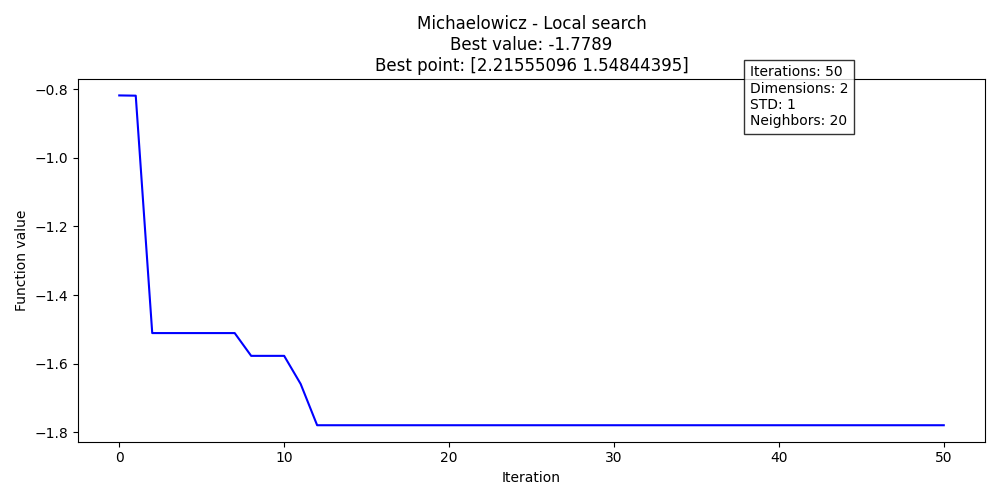 Michaelowicz - Local search
Best value: -1.7789
Best point: [2.21555096 1.54844395]
Iterations: 50
Dimensions: 2
STD: 1
Neighbors: 20
Function value
−0.8
−1.0
−1.2
−1.4
−1.6
−1.8
0 10 20 30 40 50
Iteration